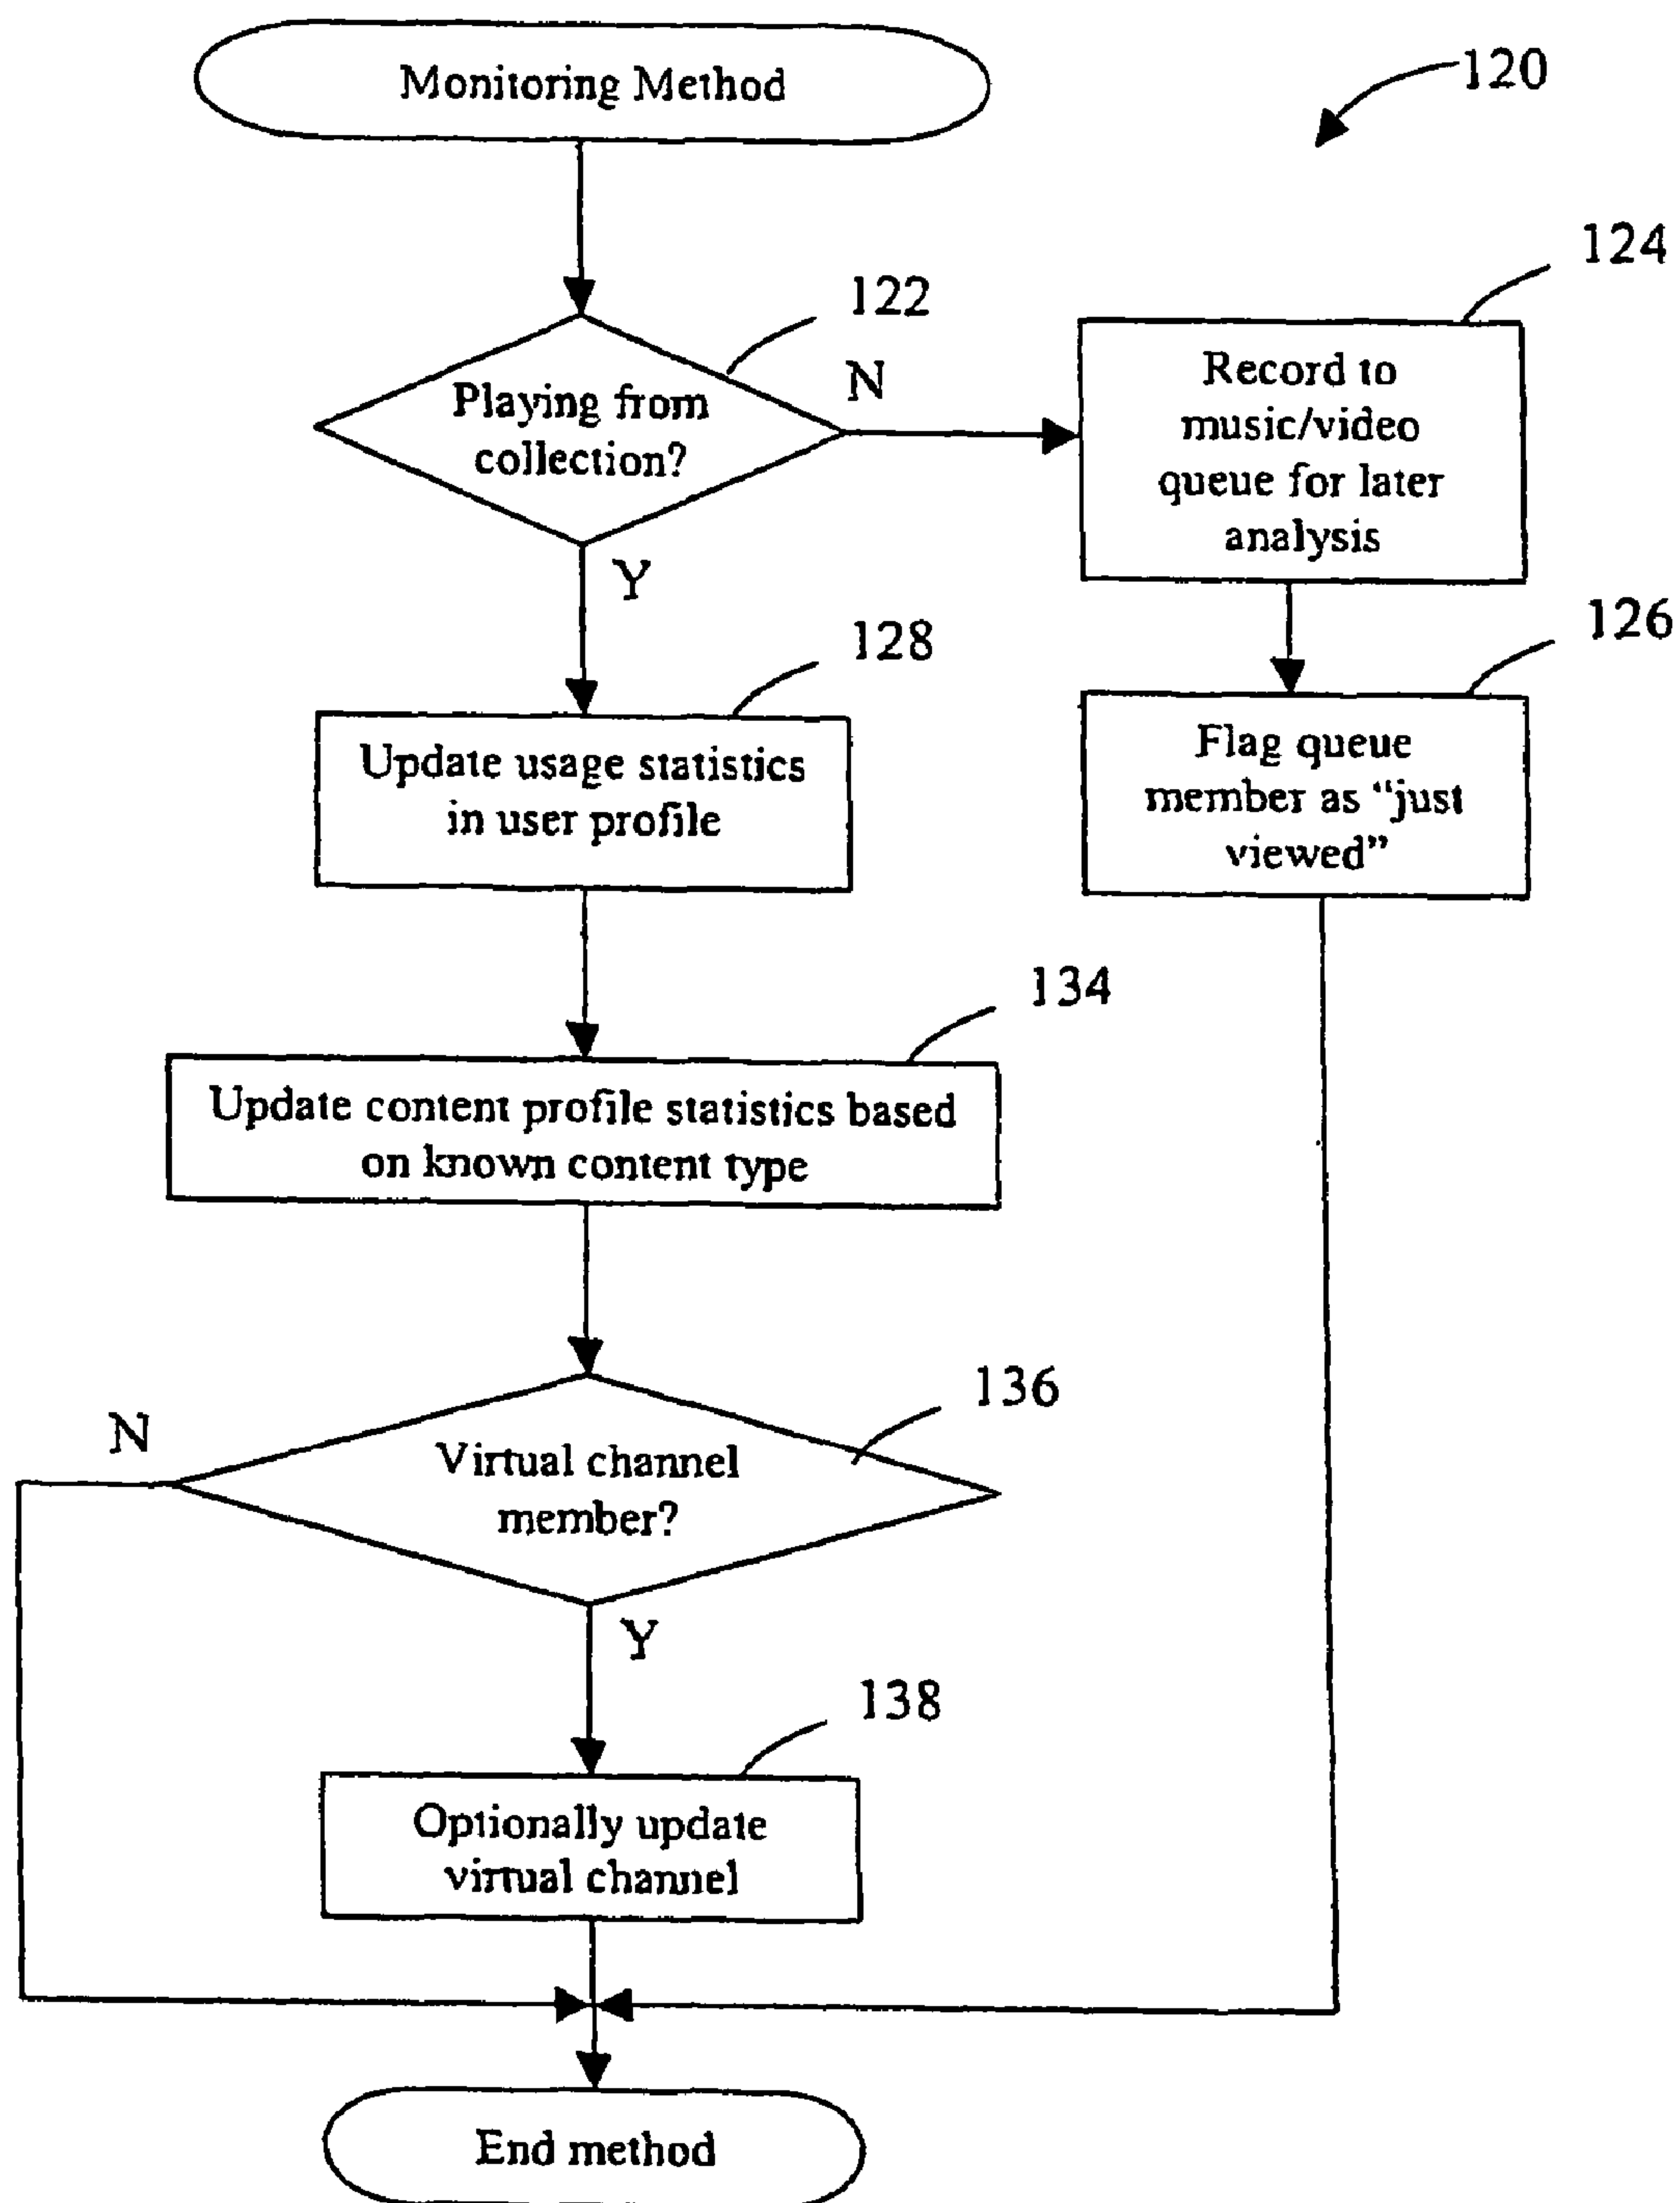 Monitoring Method
120
124
122
N
Playing from
collection?
Record to
music/video
queue for later
analysis
Y
126
128
Flag queue
member as “just
viewed”
Update usage statistics
in user profile
134
Update content profile statistics based
on known content type
136
N
Virtual channel
member?
Y
138
Optionally update
virtual channel
End method